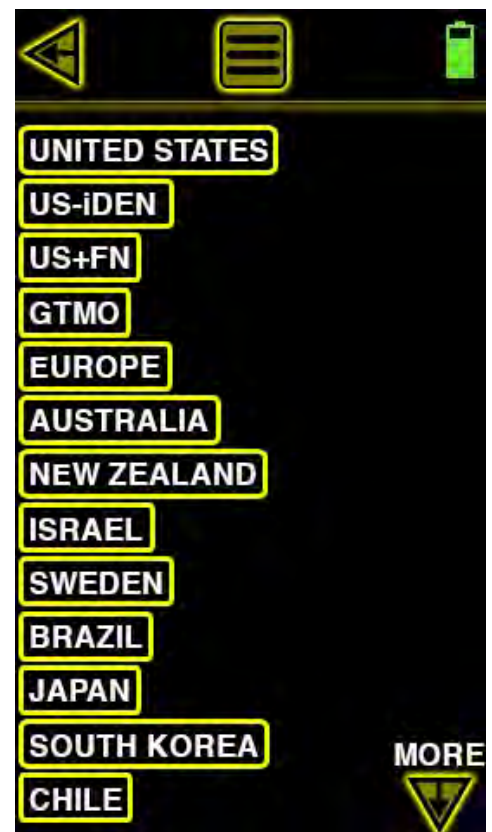 UNITED STATES
US-iDEN
US+FN
GTMO
EUROPE
AUSTRALIA
NEW ZEALAND
ISRAEL
SWEDEN
BRAZIL
JAPAN
SOUTH KOREA
MORE
CHILE